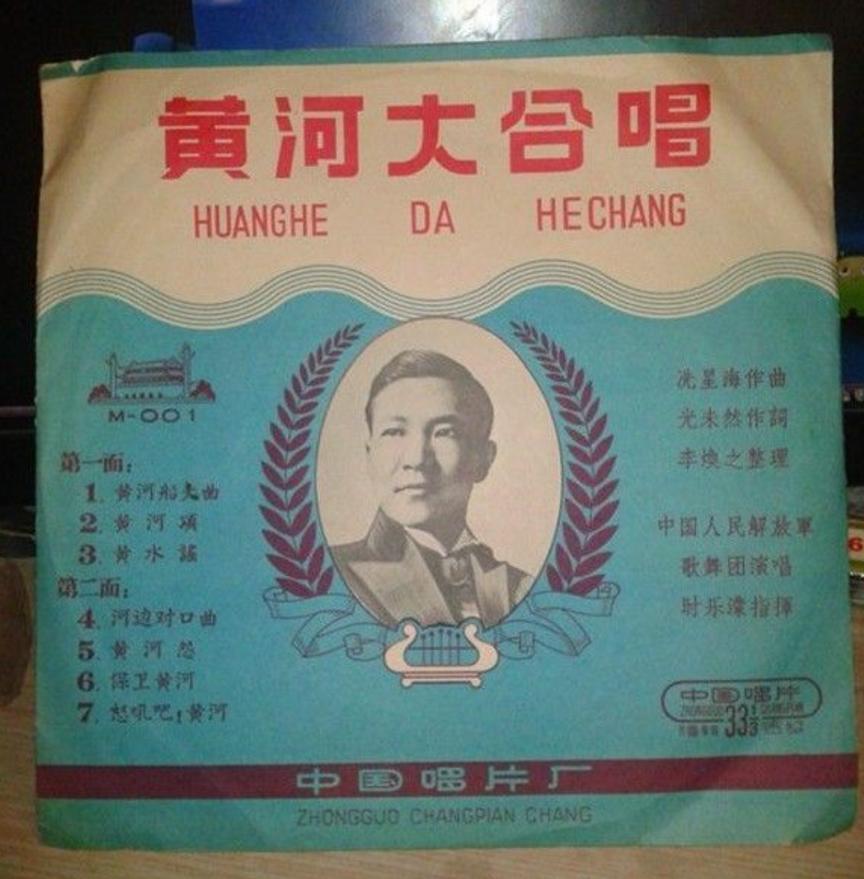 黄河大合唱
HUANGHE DA HECHANG
M-001
第一面：
1. 黄河船夫曲
2. 黄河颂
3. 黄水謠
第二面：
4. 河边对口曲
5. 黄河怨
6. 保卫黄河
7. 怒吼吧！黄河
冼星海作曲
光未然作詞
李焕之整理
中国人民解放軍
歌舞团演唱
时乐濛指揮
中国唱片
ZHONGGUO CHANGPIAN
33⅓
中国唱片厂
ZHONGGUO CHANGPIAN CHANG